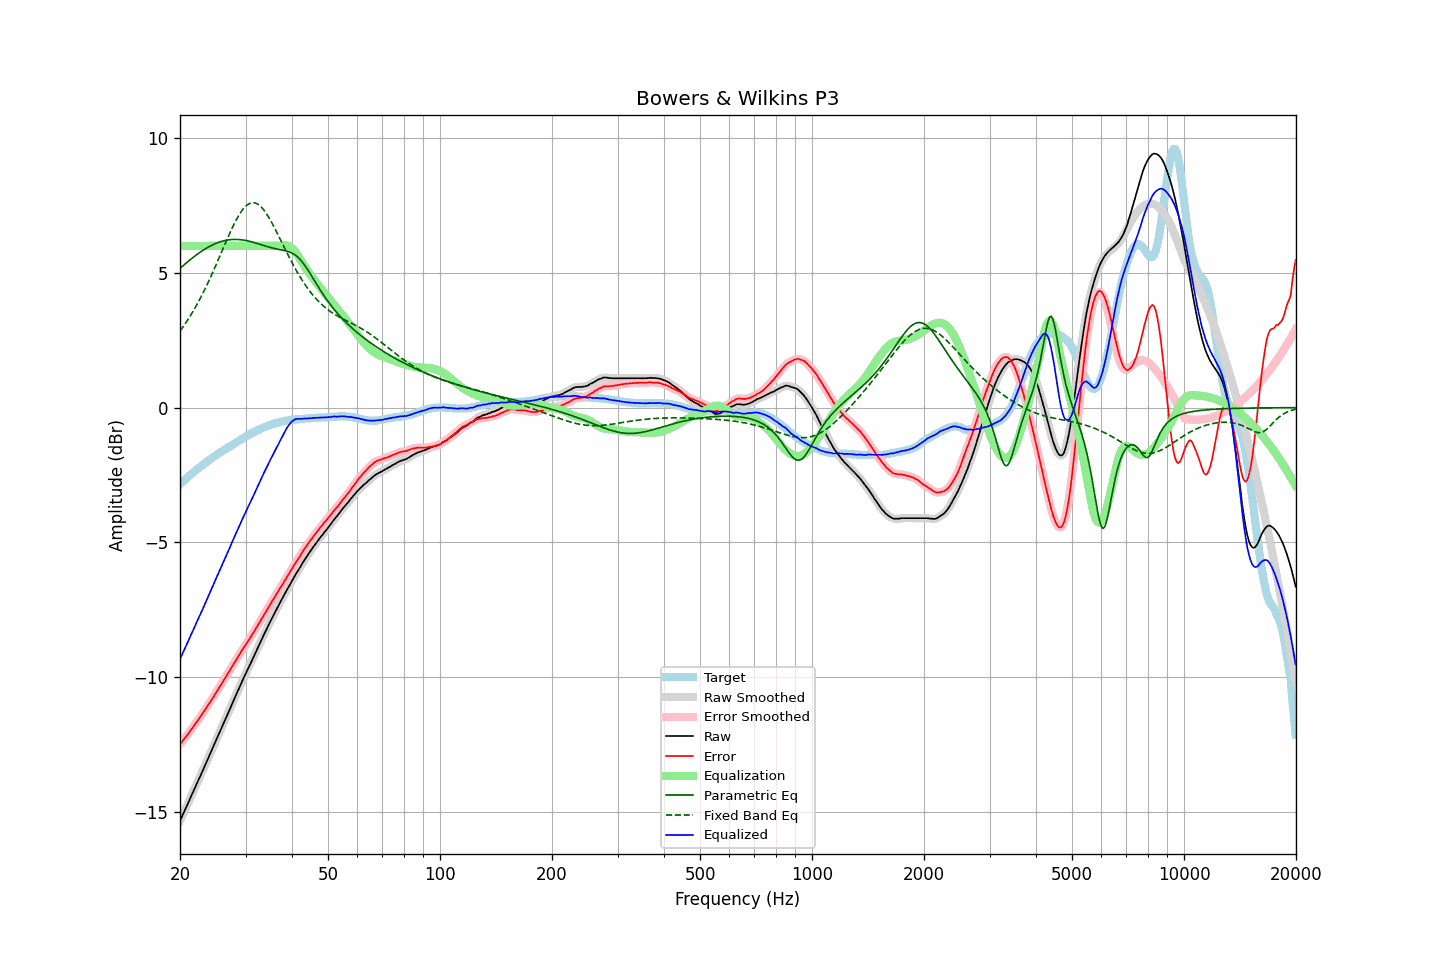 Bowers & Wilkins P3
10
5
0
−5
−10
−15
Amplitude (dBr)
20
50
100
200
500
1000
2000
5000
10000
20000
Frequency (Hz)
Target
Raw Smoothed
Error Smoothed
Raw
Error
Equalization
Parametric Eq
Fixed Band Eq
Equalized